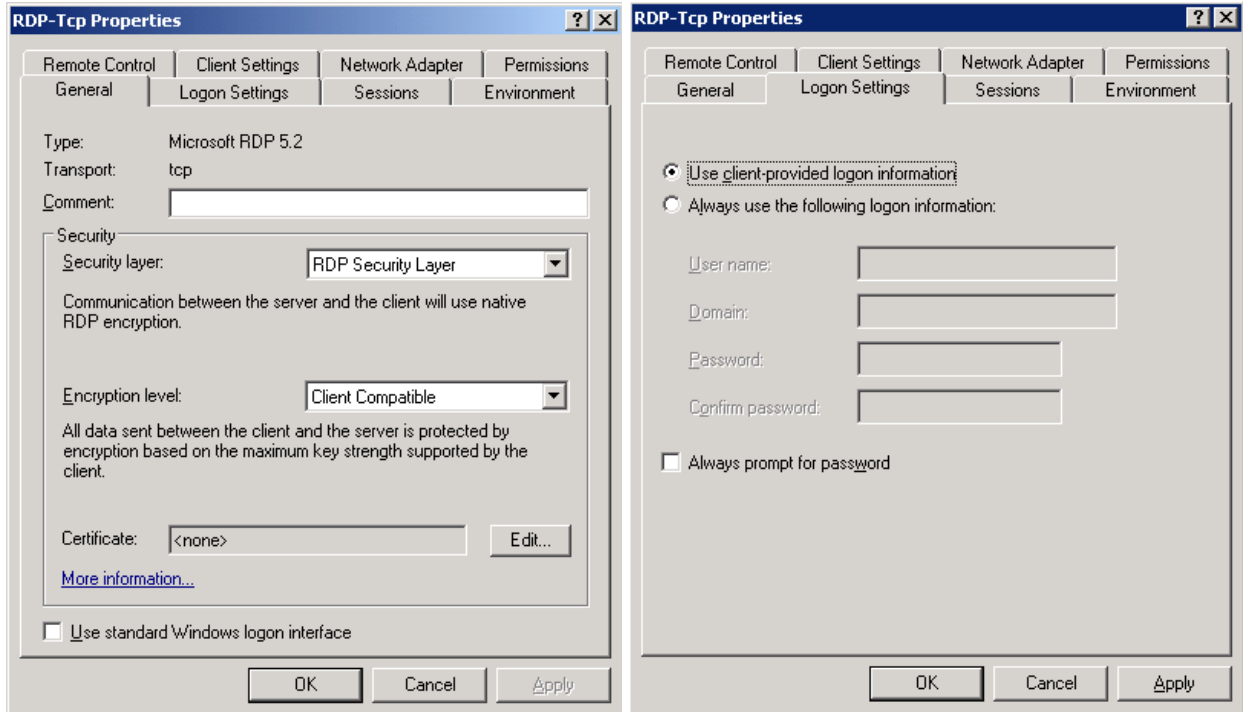 RDP-Tcp Properties
Remote Control Client Settings Network Adapter Permissions
General Logon Settings Sessions Environment
Type: Microsoft RDP 5.2
Transport: tcp
Comment:
Security
Security layer: RDP Security Layer
Communication between the server and the client will use native
RDP encryption.
Encryption level: Client Compatible
All data sent between the client and the server is protected by
encryption based on the maximum key strength supported by the
client.
Certificate: <none> Edit...
More information...
Use standard Windows logon interface
OK Cancel Apply
RDP-Tcp Properties
Remote Control Client Settings Network Adapter Permissions
General Logon Settings Sessions Environment
Use client-provided logon information
Always use the following logon information:
User name:
Domain:
Password:
Confirm password:
Always prompt for password
OK Cancel Apply